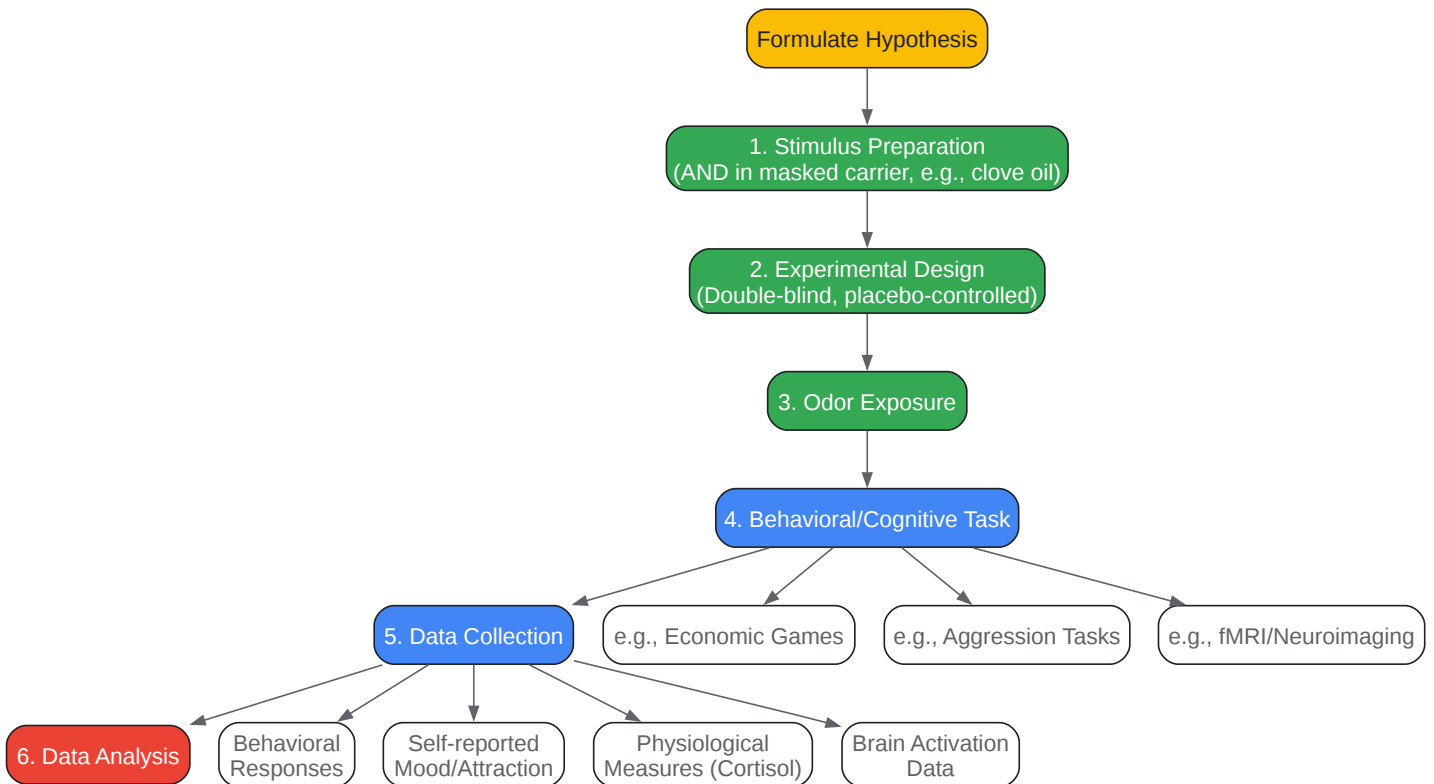 Formulate Hypothesis
1. Stimulus Preparation
(AND in masked carrier, e.g., clove oil)
2. Experimental Design
(Double-blind, placebo-controlled)
3. Odor Exposure
4. Behavioral/Cognitive Task
5. Data Collection
e.g., Economic Games
e.g., Aggression Tasks
e.g., fMRI/Neuroimaging
6. Data Analysis
Behavioral
Responses
Self-reported
Mood/Attraction
Physiological
Measures (Cortisol)
Brain Activation
Data